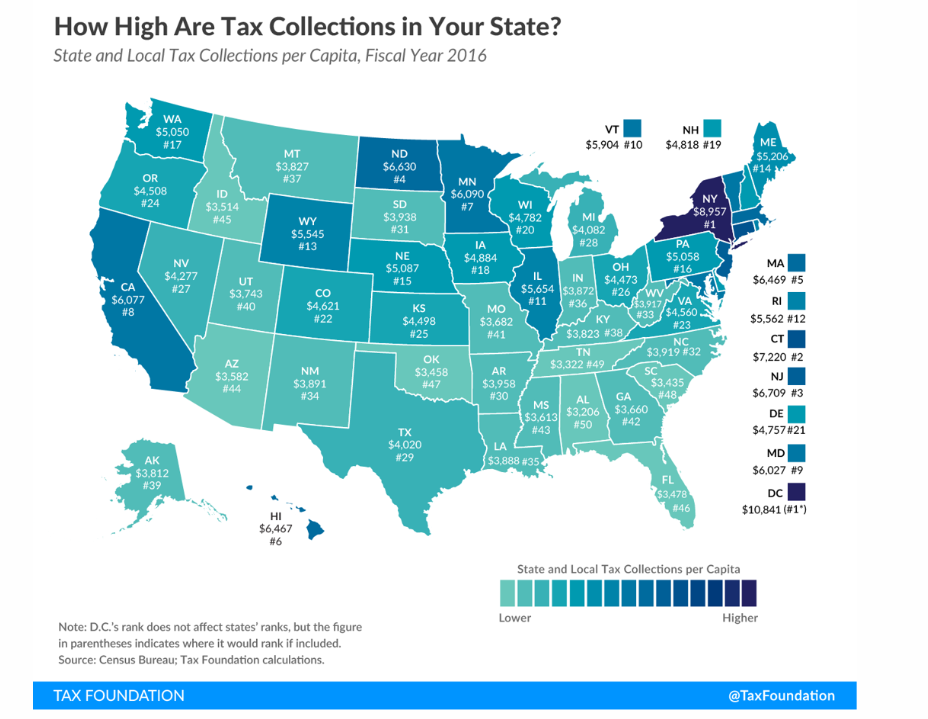 How High Are Tax Collections in Your State?
State and Local Tax Collections per Capita, Fiscal Year 2016
WA
$5,050
#17
OR
$4,508
#24
CA
$6,077
#8
NV
$4,277
#27
ID
$3,514
#45
MT
$3,827
#37
WY
$5,545
#13
UT
$3,743
#40
CO
$4,621
#22
AZ
$3,582
#44
NM
$3,891
#34
ND
$6,630
#4
SD
$3,938
#31
NE
$5,087
#15
KS
$4,498
#25
OK
$3,458
#47
TX
$4,020
#29
MN
$6,090
#7
IA
$4,884
#18
MO
$3,682
#41
AR
$3,958
#30
LA
$3,888 #35
WI
$4,782
#20
IL
$5,654
#11
MI
$4,082
#28
IN
$3,872
#36
OH
$4,473
#26
KY
$3,823 #38
TN
$3,322 #49
MS
$3,613
#43
AL
$3,206
#50
GA
$3,660
#42
FL
$3,478
#46
SC
$3,435
#48
NC
$3,919 #32
VA
$4,560
#23
WV
$3,917
#33
PA
$5,058
#16
NY
$8,957
#1
ME
$5,206
#14
VT
$5,904 #10
NH
$4,818 #19
MA
$6,469 #5
RI
$5,562 #12
CT
$7,220 #2
NJ
$6,709 #3
DE
$4,757 #21
MD
$6,027 #9
DC
$10,841 (#1*)
AK
$3,812
#39
HI
$6,467
#6
State and Local Tax Collections per Capita
Lower Higher
Note: D.C.'s rank does not affect states' ranks, but the figure
in parentheses indicates where it would rank if included.
Source: Census Bureau; Tax Foundation calculations.
TAX FOUNDATION @TaxFoundation